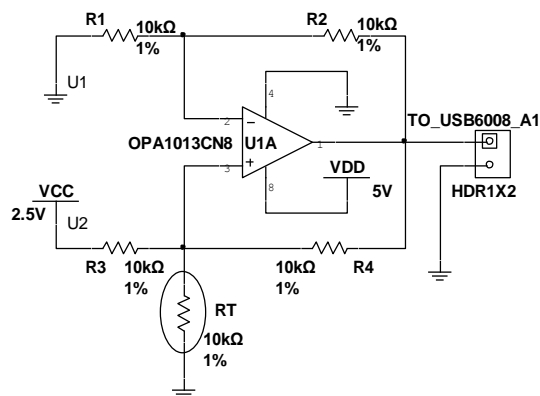 R1
10kΩ
1%
R2
10kΩ
1%
U1
4
TO_USB6008_A1
2
OPA1013CN8
U1A
1
3
VDD
5V
8
HDR1X2
VCC
2.5V
U2
R3
10kΩ
1%
10kΩ
1%
R4
RT
10kΩ
1%